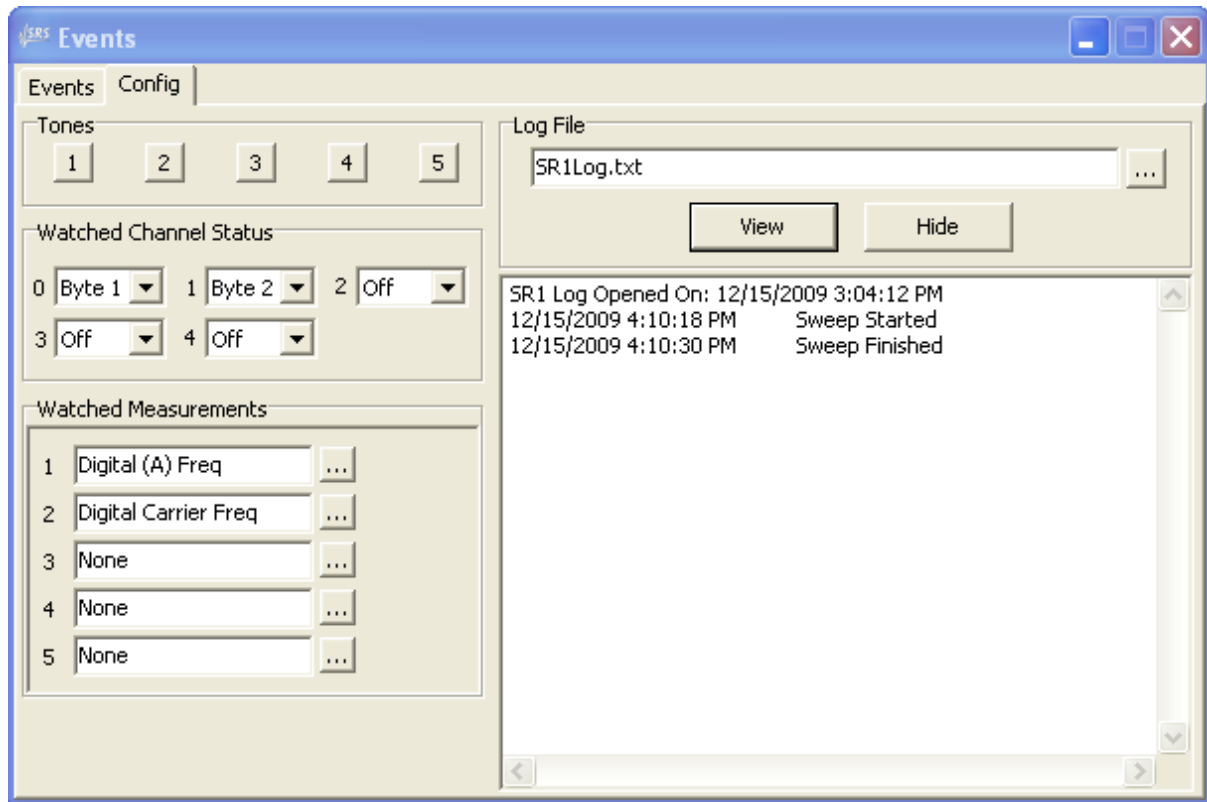 SRS Events
Events Config
Tones
1 2 3 4 5
Watched Channel Status
0 Byte 1 1 Byte 2 2 Off
3 Off 4 Off
Watched Measurements
1 Digital (A) Freq ...
2 Digital Carrier Freq ...
3 None ...
4 None ...
5 None ...
Log File
SR1Log.txt ...
View Hide
SR1 Log Opened On: 12/15/2009 3:04:12 PM
12/15/2009 4:10:18 PM Sweep Started
12/15/2009 4:10:30 PM Sweep Finished